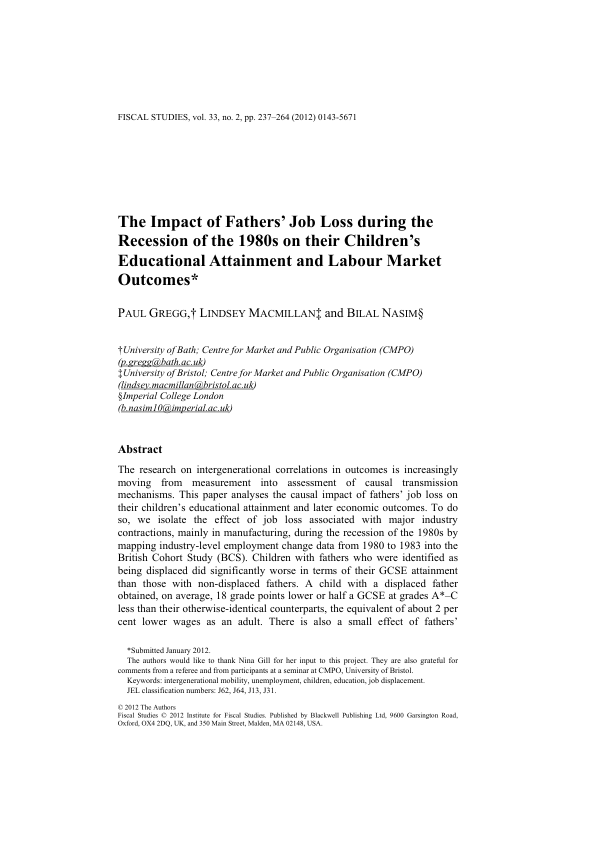 FISCAL STUDIES, vol. 33, no. 2, pp. 237–264 (2012) 0143-5671
The Impact of Fathers’ Job Loss during the
Recession of the 1980s on their Children’s
Educational Attainment and Labour Market
Outcomes*
PAUL GREGG,† LINDSEY MACMILLAN‡ and BILAL NASIM§
†University of Bath; Centre for Market and Public Organisation (CMPO)
(p.gregg@bath.ac.uk)
‡University of Bristol; Centre for Market and Public Organisation (CMPO)
(lindsey.macmillan@bristol.ac.uk)
§Imperial College London
(b.nasim10@imperial.ac.uk)
Abstract
The research on intergenerational correlations in outcomes is increasingly
moving from measurement into assessment of causal transmission
mechanisms. This paper analyses the causal impact of fathers’ job loss on
their children’s educational attainment and later economic outcomes. To do
so, we isolate the effect of job loss associated with major industry
contractions, mainly in manufacturing, during the recession of the 1980s by
mapping industry-level employment change data from 1980 to 1983 into the
British Cohort Study (BCS). Children with fathers who were identified as
being displaced did significantly worse in terms of their GCSE attainment
than those with non-displaced fathers. A child with a displaced father
obtained, on average, 18 grade points lower or half a GCSE at grades A*–C
less than their otherwise-identical counterparts, the equivalent of about 2 per
cent lower wages as an adult. There is also a small effect of fathers’
*Submitted January 2012.
The authors would like to thank Nina Gill for her input to this project. They are also grateful for
comments from a referee and from participants at a seminar at CMPO, University of Bristol.
Keywords: intergenerational mobility, unemployment, children, education, job displacement.
JEL classification numbers: J62, J64, J13, J31.
© 2012 The Authors
Fiscal Studies © 2012 Institute for Fiscal Studies. Published by Blackwell Publishing Ltd, 9600 Garsington Road,
Oxford, OX4 2DQ, UK, and 350 Main Street, Malden, MA 02148, USA.